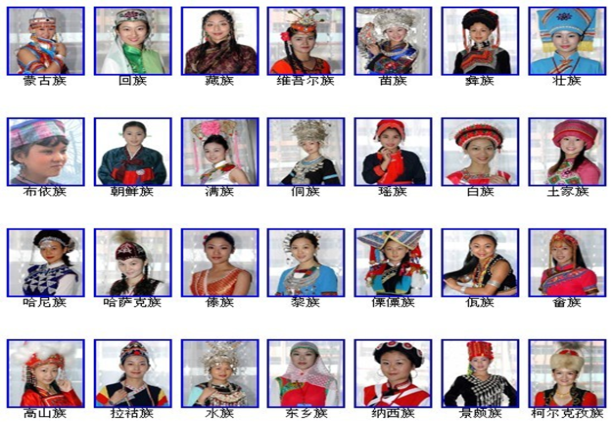 蒙古族 回族 藏族 维吾尔族 苗族 彝族 壮族
布依族 朝鲜族 满族 侗族 瑶族 白族 土家族
哈尼族 哈萨克族 傣族 黎族 傈僳族 佤族 畲族
高山族 拉祜族 水族 东乡族 纳西族 景颇族 柯尔克孜族